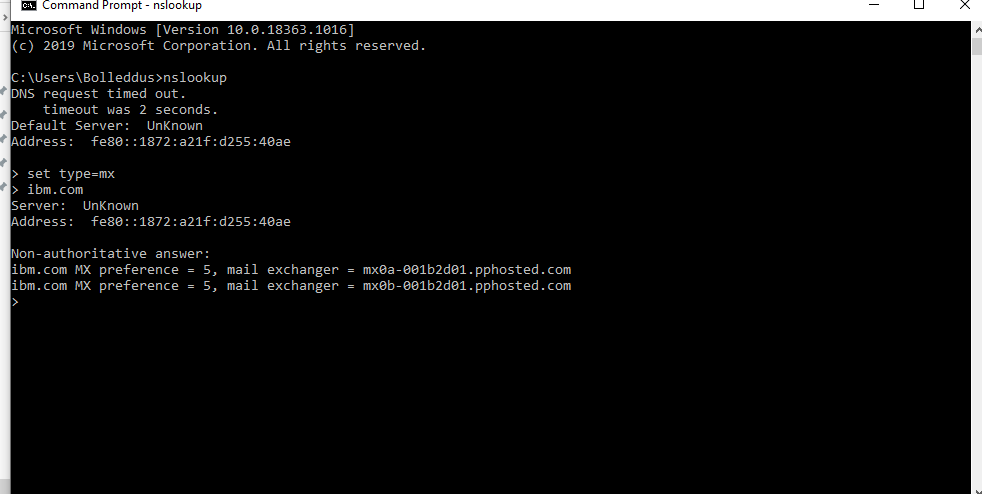 Command Prompt - nslookup
Microsoft Windows [Version 10.0.18363.1016]
(c) 2019 Microsoft Corporation. All rights reserved.
C:\Users\Bolleddus>nslookup
DNS request timed out.
    timeout was 2 seconds.
Default Server:  UnKnown
Address:  fe80::1872:a21f:d255:40ae
> set type=mx
> ibm.com
Server:  UnKnown
Address:  fe80::1872:a21f:d255:40ae
Non-authoritative answer:
ibm.com MX preference = 5, mail exchanger = mx0a-001b2d01.pphosted.com
ibm.com MX preference = 5, mail exchanger = mx0b-001b2d01.pphosted.com
>